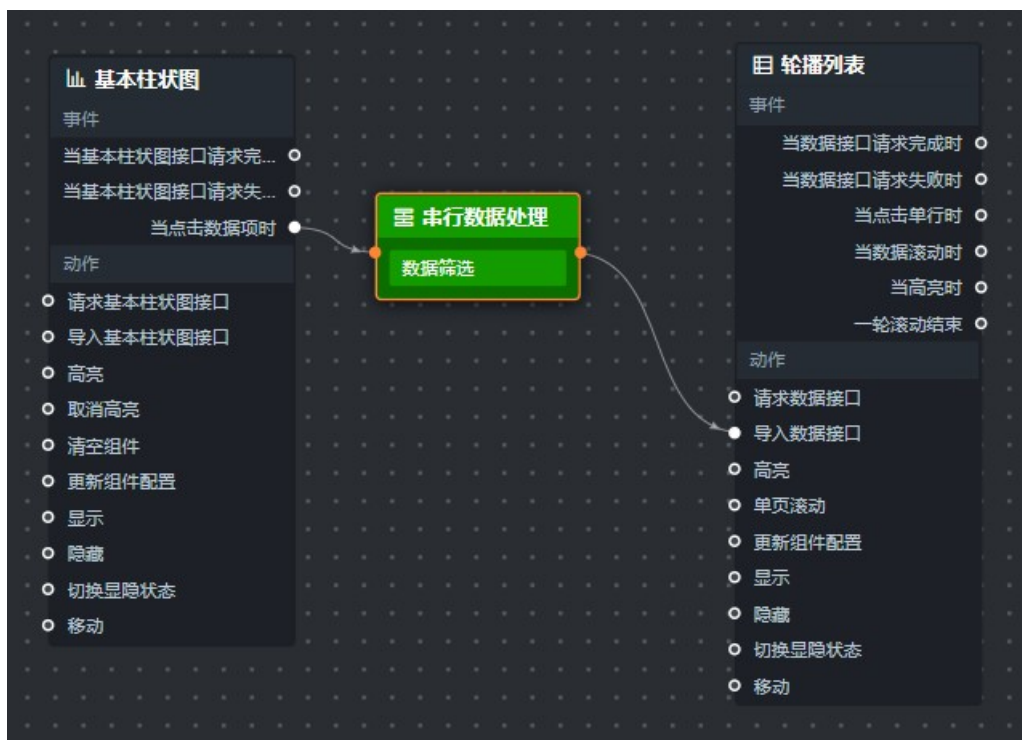 基本柱状图
事件
当基本柱状图接口请求完...
当基本柱状图接口请求失...
当点击数据项时
动作
请求基本柱状图接口
导入基本柱状图接口
高亮
取消高亮
清空组件
更新组件配置
显示
隐藏
切换显隐状态
移动
串行数据处理
数据筛选
轮播列表
事件
当数据接口请求完成时
当数据接口请求失败时
当点击单行时
当数据滚动时
当高亮时
一轮滚动结束
动作
请求数据接口
导入数据接口
高亮
单页滚动
更新组件配置
显示
隐藏
切换显隐状态
移动